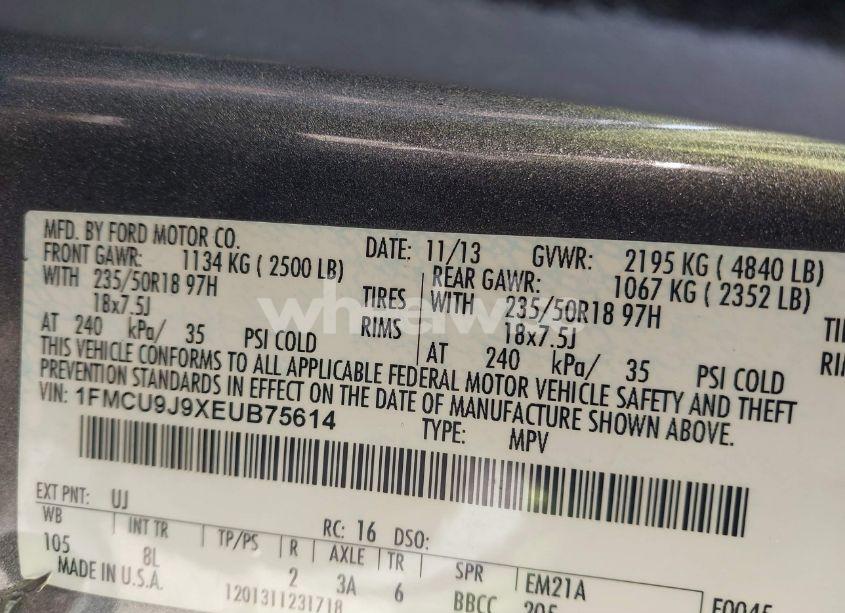 MFD. BY FORD MOTOR CO. DATE: 11/13 GVWR: 2195 KG ( 4840 LB)
FRONT GAWR: 1134 KG ( 2500 LB) REAR GAWR: 1067 KG ( 2352 LB)
WITH 235/50R18 97H TIRES WITH 235/50R18 97H
18x7.5J RIMS 18x7.5J
AT 240 kPa/ 35 PSI COLD AT 240 kPa/ 35 PSI COLD
THIS VEHICLE CONFORMS TO ALL APPLICABLE FEDERAL MOTOR VEHICLE SAFETY AND THEFT
PREVENTION STANDARDS IN EFFECT ON THE DATE OF MANUFACTURE SHOWN ABOVE.
VIN: 1FMCU9J9XEUB75614 TYPE: MPV
EXT PNT: UJ RC: 16 DSO:
WB INT TR TP/PS R AXLE TR SPR EM21A
105 8L 2 3A 6 BBCC
MADE IN U.S.A. 1201311231718